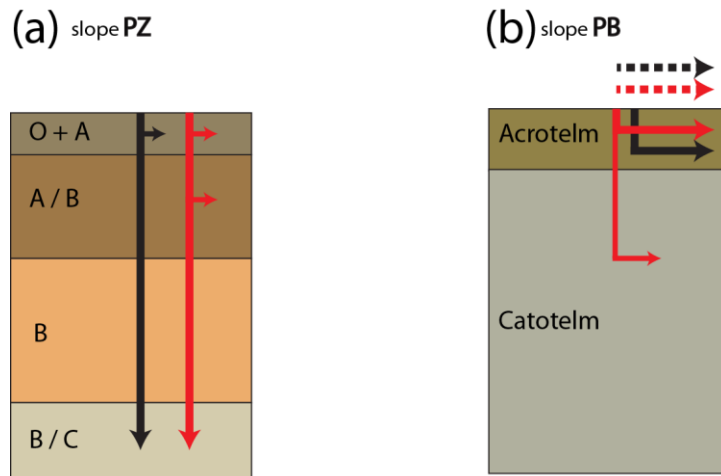 (a) slope PZ
O + A
A / B
B
B / C
(b) slope PB
Acrotelm
Catotelm